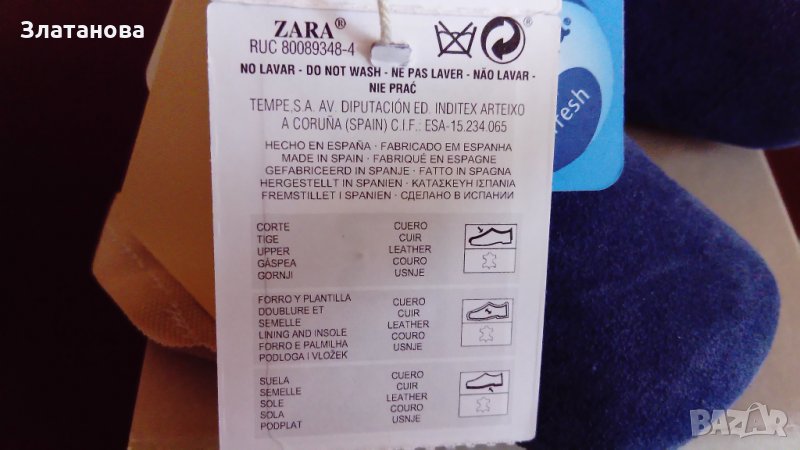 Златанова
ZARA®
RUC 80089348-4
NO LAVAR - DO NOT WASH - NE PAS LAVER - NÃO LAVAR -
NIE PRAĆ
TEMPE,S.A. AV. DIPUTACIÓN ED. INDITEX ARTEIXO
A CORUÑA (SPAIN) C.I.F.: ESA-15.234.065
HECHO EN ESPAÑA · FABRICADO EM ESPANHA
MADE IN SPAIN · FABRIQUÉ EN ESPAGNE
GEFABRICEERD IN SPANJE · FATTO IN SPAGNA
HERGESTELLT IN SPANIEN · ΚΑΤΑΣΚΕΥΗ ΙΣΠΑΝΙΑ
FREMSTILLET I SPANIEN · СДЕЛАНО В ИСПАНИИ
CORTE CUERO
TIGE CUIR
UPPER LEATHER
GÁSPEA COURO
GORNJI USNJE
FORRO Y PLANTILLA CUERO
DOUBLURE ET CUIR
SEMELLE LEATHER
LINING AND INSOLE COURO
FORRO E PALMILHA USNJE
PODLOGA I VLOŽEK
SUELA CUERO
SEMELLE CUIR
SOLE LEATHER
SOLA COURO
PODPLAT USNJE
fresh
BAZAR